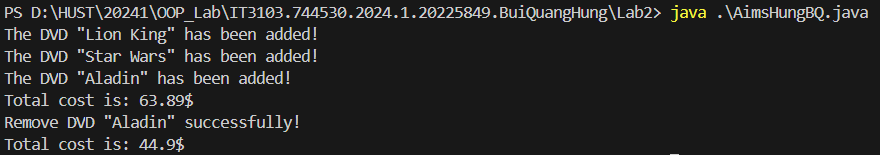 PS D:\HUST\20241\OOP_Lab\IT3103.744530.2024.1.20225849.BuiQuangHung\Lab2> java .\AimsHungBQ.java
The DVD "Lion King" has been added!
The DVD "Star Wars" has been added!
The DVD "Aladin" has been added!
Total cost is: 63.89$
Remove DVD "Aladin" successfully!
Total cost is: 44.9$